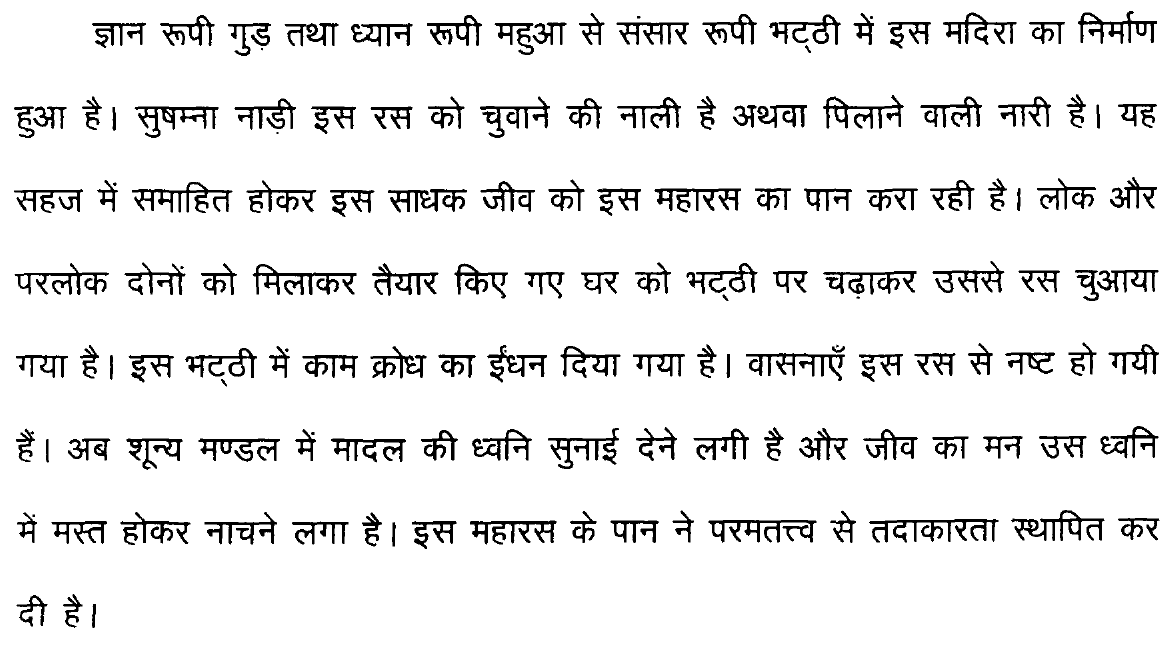 ज्ञान रूपी गुड़ तथा ध्यान रूपी महुआ से संसार रूपी भट्ठी में इस मदिरा का निर्माण
हुआ है। सुषम्ना नाड़ी इस रस को चुवाने की नाली है अथवा पिलाने वाली नारी है। यह
सहज में समाहित होकर इस साधक जीव को इस महारस का पान करा रही है। लोक और
परलोक दोनों को मिलाकर तैयार किए गए घर को भट्ठी पर चढ़ाकर उससे रस चुआया
गया है। इस भट्ठी में काम क्रोध का ईंधन दिया गया है। वासनाएँ इस रस से नष्ट हो गयी
हैं। अब शून्य मण्डल में मादल की ध्वनि सुनाई देने लगी है और जीव का मन उस ध्वनि
में मस्त होकर नाचने लगा है। इस महारस के पान ने परमतत्त्व से तदाकारता स्थापित कर
दी है।